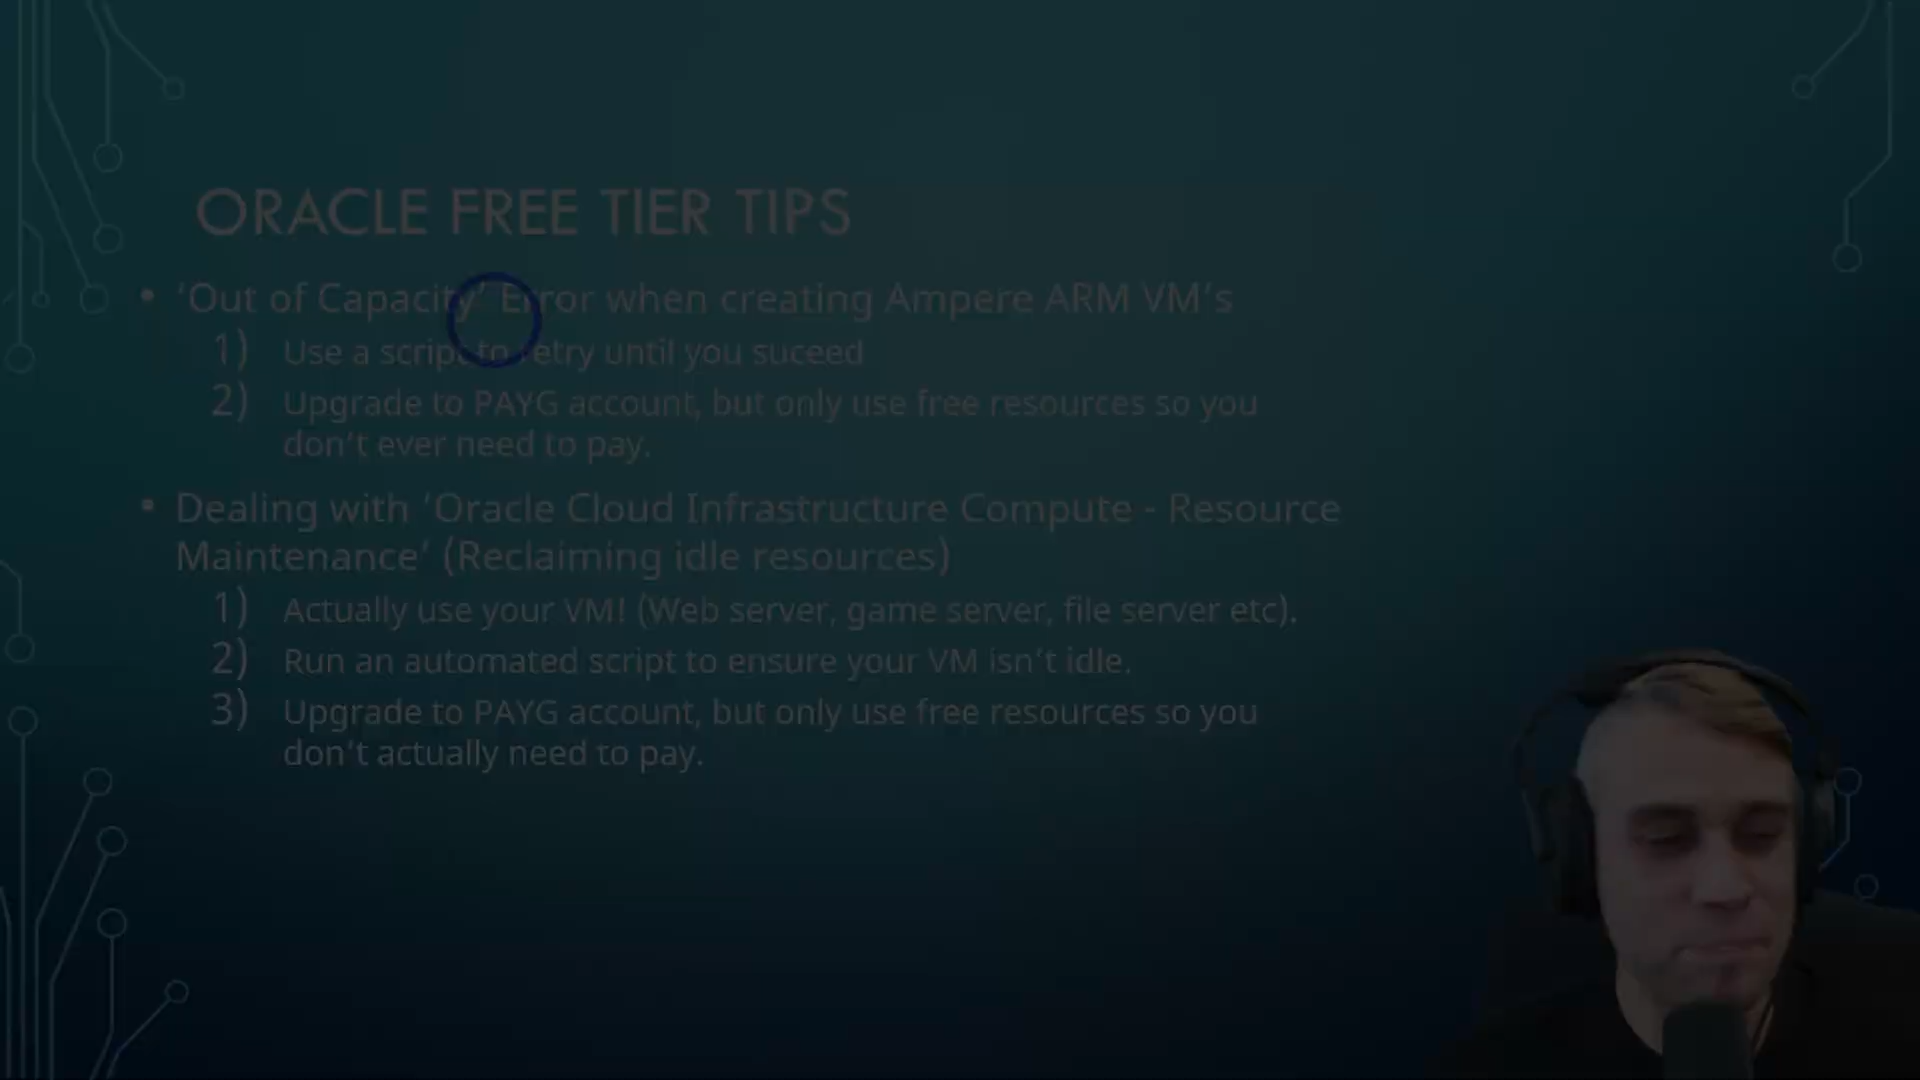 ORACLE FREE TIER TIPS
• 'Out of Capacity' Error when creating Ampere ARM VM's
1) Use a script to retry until you suceed
2) Upgrade to PAYG account, but only use free resources so you
don't ever need to pay.
• Dealing with 'Oracle Cloud Infrastructure Compute - Resource
Maintenance' (Reclaiming idle resources)
1) Actually use your VM! (Web server, game server, file server etc).
2) Run an automated script to ensure your VM isn't idle.
3) Upgrade to PAYG account, but only use free resources so you
don't actually need to pay.